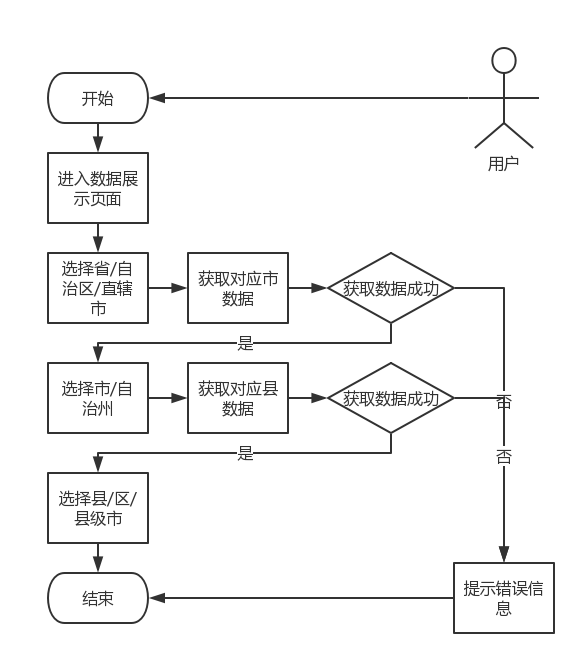 开始
用户
进入数据展
示页面
选择省/自
治区/直辖
市
获取对应市
数据
获取数据成功
是
选择市/自
治州
获取对应县
数据
获取数据成功
否
是
否
选择县/区/
县级市
结束
提示错误信
息